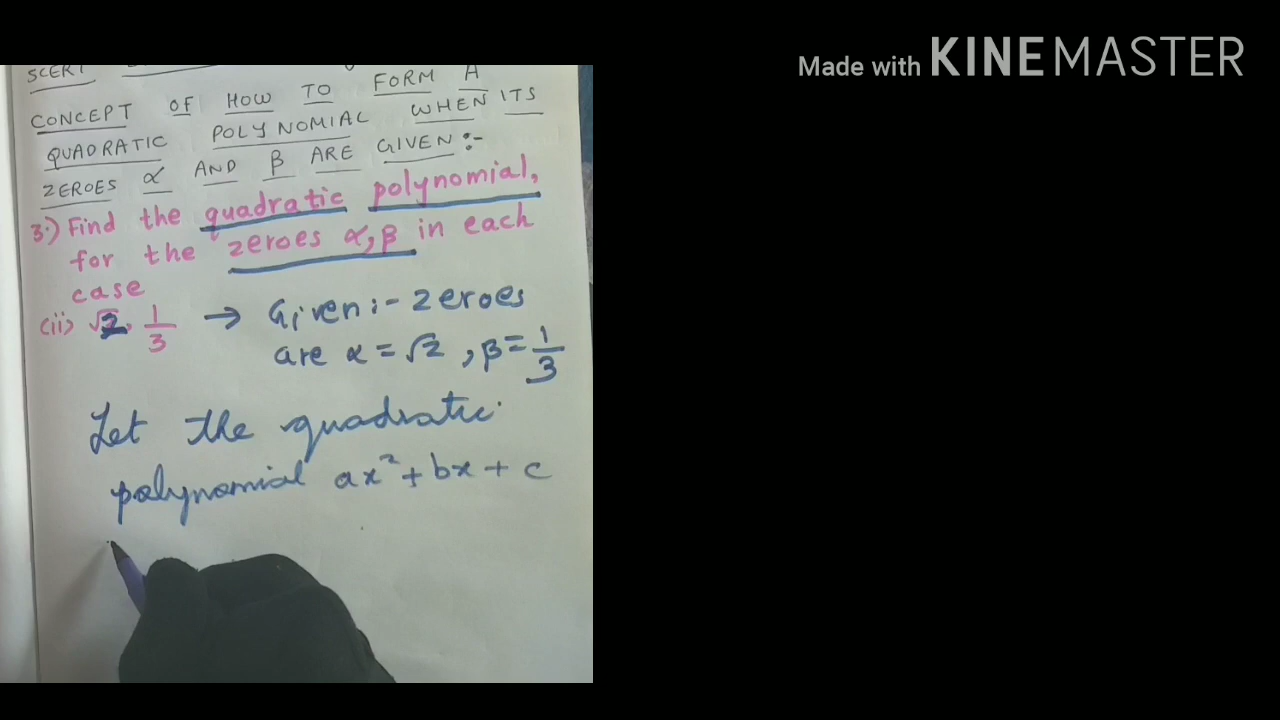 SCERT
CONCEPT OF HOW TO FORM A
QUADRATIC POLYNOMIAL WHEN ITS
ZEROES α AND β ARE GIVEN :-
3.) Find the quadratic polynomial,
for the zeroes α, β in each
case
(ii) √2, 1/3 → Given :- Zeroes
are α = √2, β = 1/3
Let the quadratic
polynomial ax² + bx + c
Made with KINEMASTER